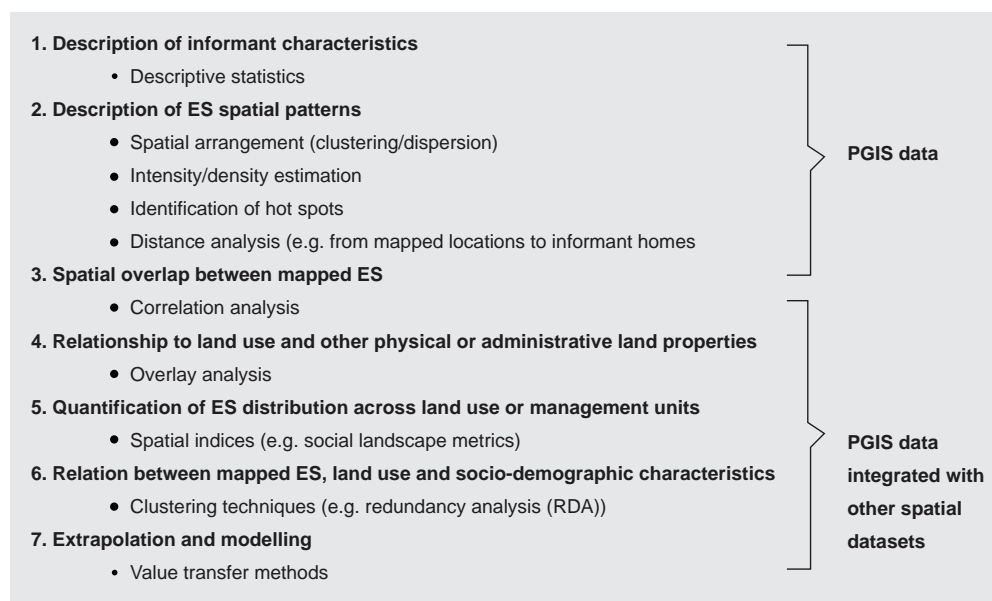 1. Description of informant characteristics
• Descriptive statistics
2. Description of ES spatial patterns
• Spatial arrangement (clustering/dispersion)
• Intensity/density estimation
• Identification of hot spots
• Distance analysis (e.g. from mapped locations to informant homes
3. Spatial overlap between mapped ES
• Correlation analysis
4. Relationship to land use and other physical or administrative land properties
• Overlay analysis
5. Quantification of ES distribution across land use or management units
• Spatial indices (e.g. social landscape metrics)
6. Relation between mapped ES, land use and socio-demographic characteristics
• Clustering techniques (e.g. redundancy analysis (RDA))
7. Extrapolation and modelling
• Value transfer methods
PGIS data
PGIS data
integrated with
other spatial
datasets